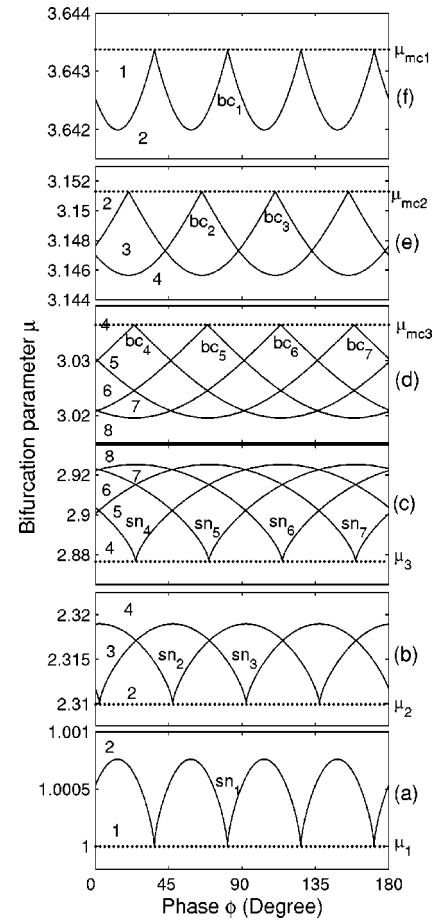 Bifurcation parameter μ
3.644
3.643
3.642
1
2
bc1
μmc1
(f)
3.152
3.15
3.148
3.146
3.144
2
3
4
bc2
bc3
μmc2
(e)
3.03
3.02
4
5
6
7
8
bc4
bc5
bc6
bc7
μmc3
(d)
2.92
2.9
2.88
8
7
6
5
4
sn4
sn5
sn6
sn7
μ3
(c)
2.32
2.315
2.31
4
3
2
sn2
sn3
μ2
(b)
1.001
1.0005
1
2
1
sn1
μ1
(a)
0 45 90 135 180
Phase ϕ (Degree)